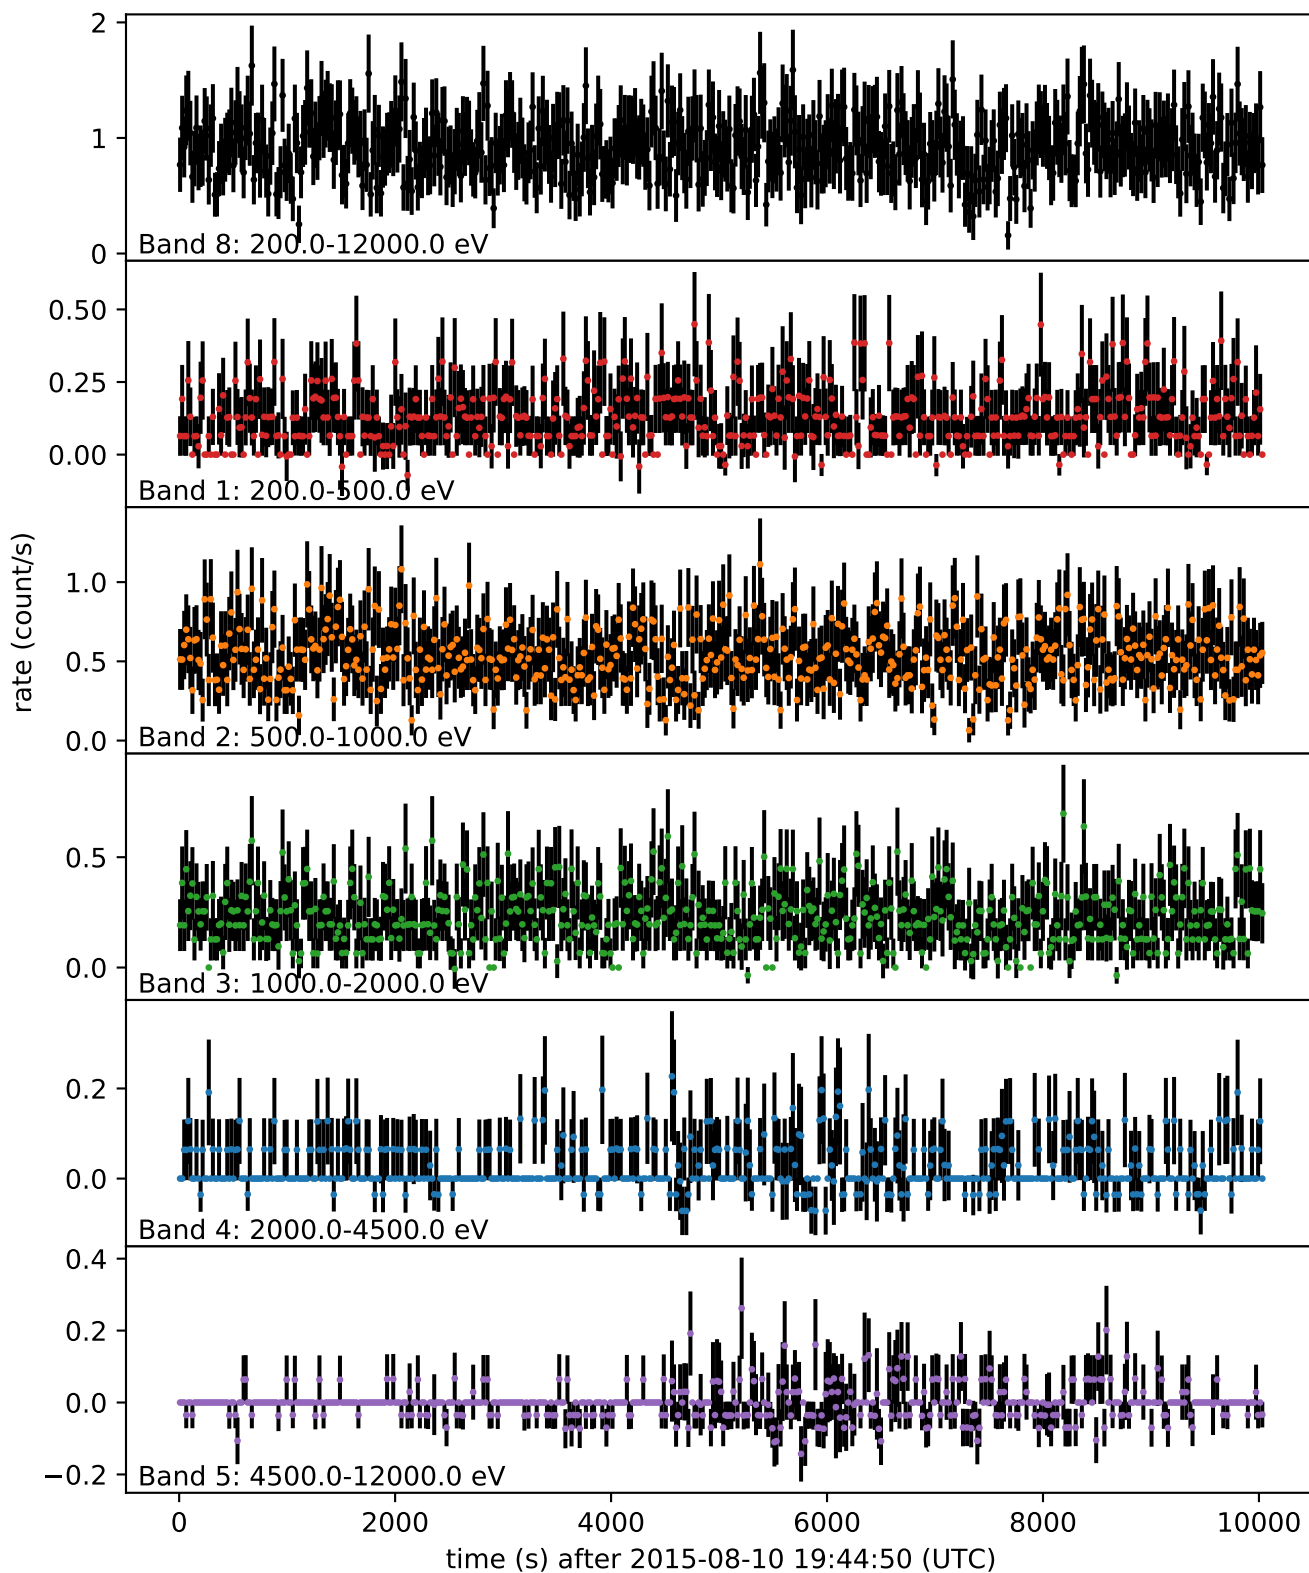 2
1
0
Band 8: 200.0-12000.0 eV
0.50
0.25
0.00
Band 1: 200.0-500.0 eV
1.0
0.5
0.0
Band 2: 500.0-1000.0 eV
rate (count/s)
0.5
0.0
Band 3: 1000.0-2000.0 eV
0.2
0.0
Band 4: 2000.0-4500.0 eV
0.4
0.2
0.0
−0.2
Band 5: 4500.0-12000.0 eV
0 2000 4000 6000 8000 10000
time (s) after 2015-08-10 19:44:50 (UTC)